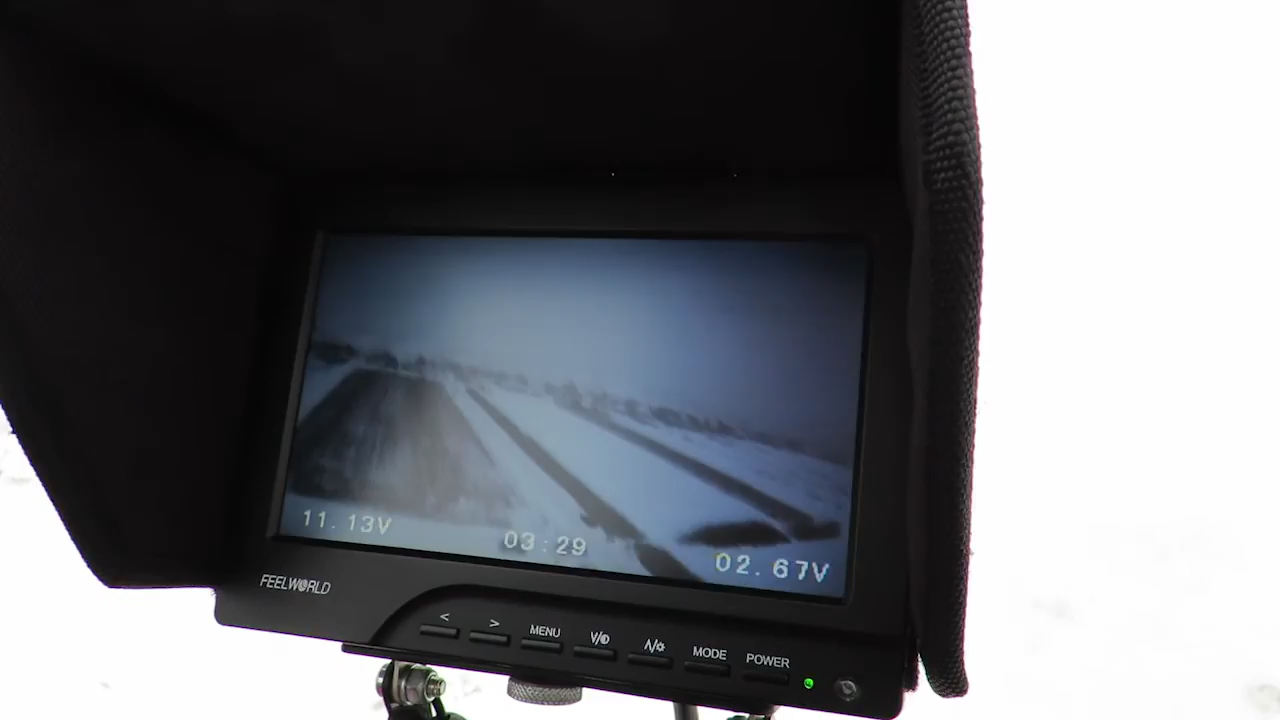 11.13V
03:29
02.67V
FEELWORLD
< > MENU V/ Λ/ MODE POWER